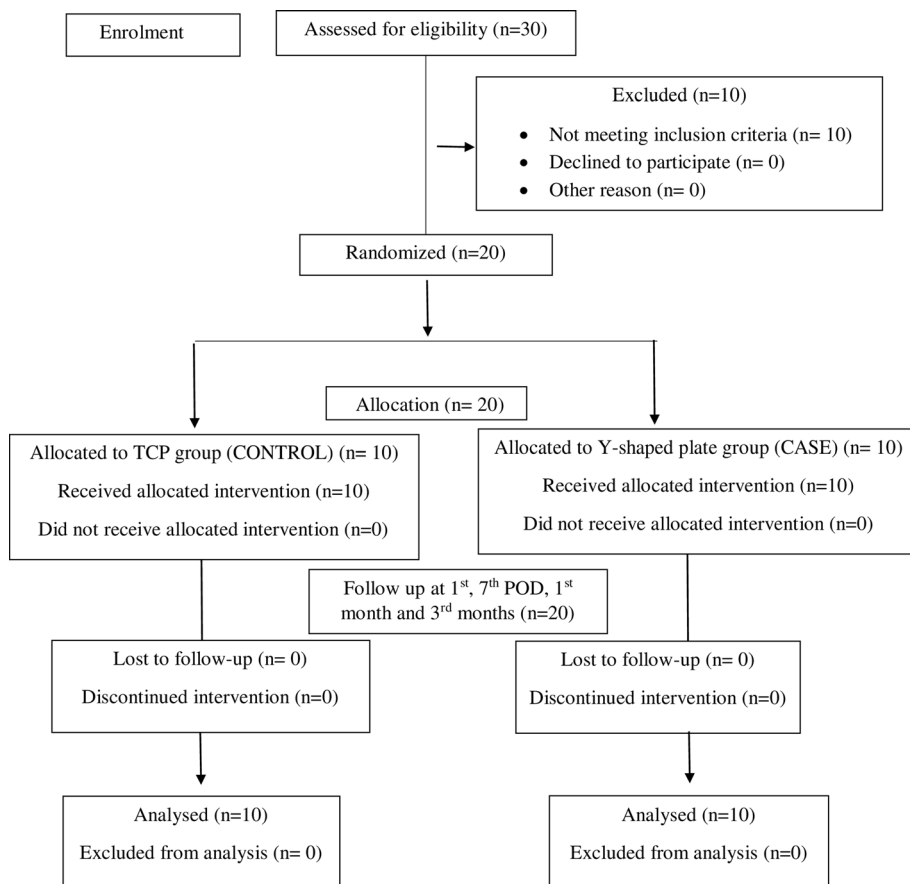 Enrolment
Assessed for eligibility (n=30)
Excluded (n=10)
• Not meeting inclusion criteria (n= 10)
• Declined to participate (n= 0)
• Other reason (n= 0)
Randomized (n=20)
Allocation (n= 20)
Allocated to TCP group (CONTROL) (n= 10)
Received allocated intervention (n=10)
Did not receive allocated intervention (n=0)
Allocated to Y-shaped plate group (CASE) (n= 10)
Received allocated intervention (n=10)
Did not receive allocated intervention (n=0)
Follow up at 1st, 7th POD, 1st
month and 3rd months (n=20)
Lost to follow-up (n= 0)
Discontinued intervention (n=0)
Lost to follow-up (n= 0)
Discontinued intervention (n=0)
Analysed (n=10)
Excluded from analysis (n= 0)
Analysed (n=10)
Excluded from analysis (n=0)